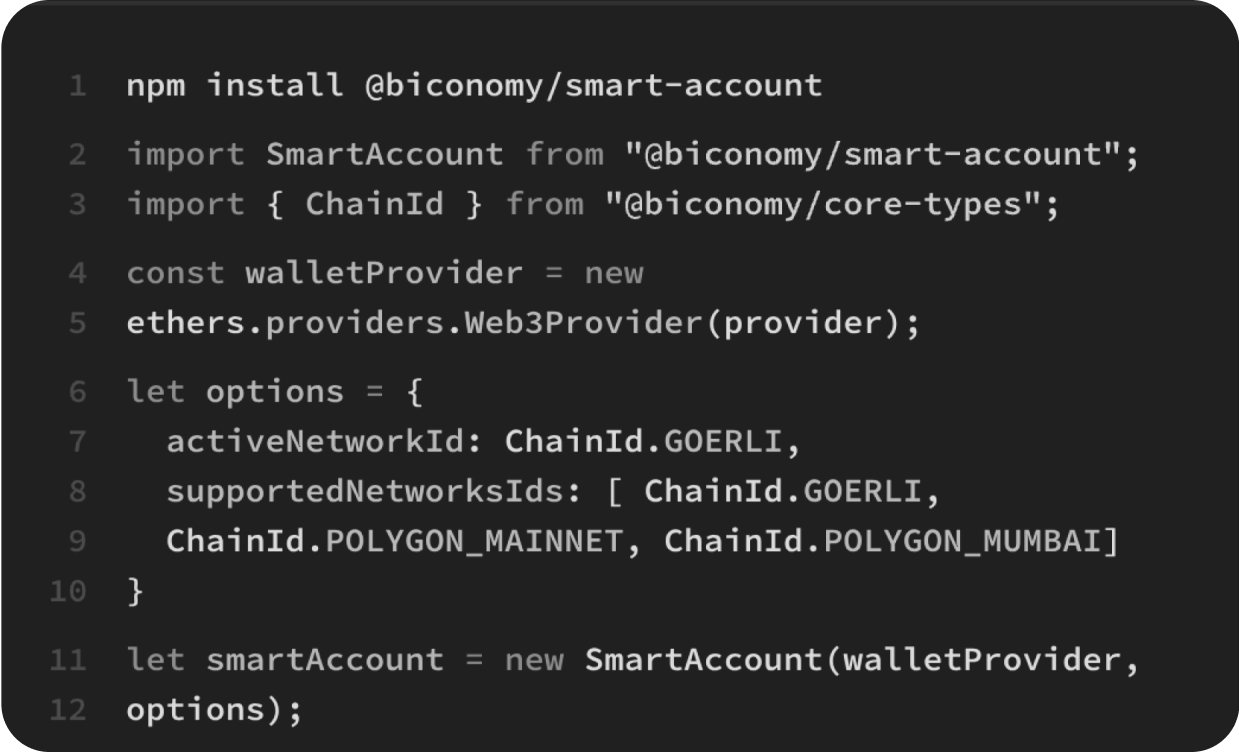 1 npm install @biconomy/smart-account
2 import SmartAccount from "@biconomy/smart-account";
3 import { ChainId } from "@biconomy/core-types";
4 const walletProvider = new
5 ethers.providers.Web3Provider(provider);
6 let options = {
7 activeNetworkId: ChainId.GOERLI,
8 supportedNetworksIds: [ ChainId.GOERLI,
9 ChainId.POLYGON_MAINNET, ChainId.POLYGON_MUMBAI]
10 }
11 let smartAccount = new SmartAccount(walletProvider,
12 options);